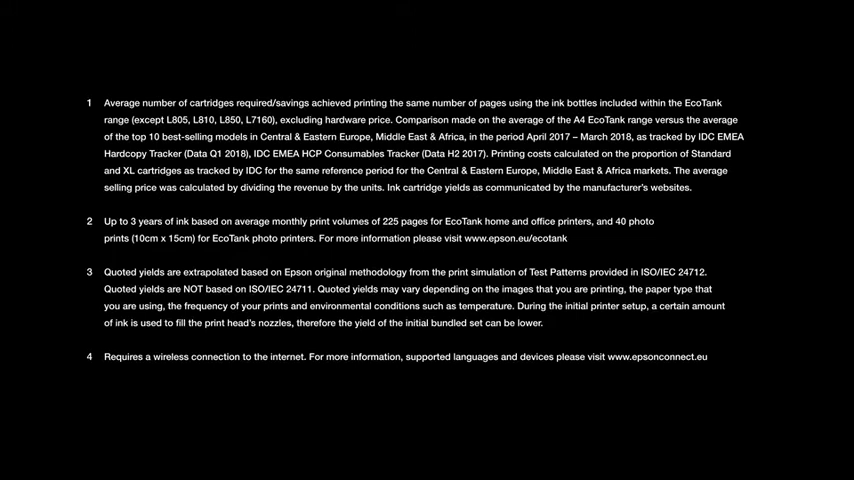 1 Average number of cartridges required/savings achieved printing the same number of pages using the ink bottles included within the EcoTank
range (except L805, L810, L850, L7160), excluding hardware price. Comparison made on the average of the A4 EcoTank range versus the average
of the top 10 best-selling models in Central & Eastern Europe, Middle East & Africa, in the period April 2017 – March 2018, as tracked by IDC EMEA
Hardcopy Tracker (Data Q1 2018), IDC EMEA HCP Consumables Tracker (Data H2 2017). Printing costs calculated on the proportion of Standard
and XL cartridges as tracked by IDC for the same reference period for the Central & Eastern Europe, Middle East & Africa markets. The average
selling price was calculated by dividing the revenue by the units. Ink cartridge yields as communicated by the manufacturer's websites.
2 Up to 3 years of ink based on average monthly print volumes of 225 pages for EcoTank home and office printers, and 40 photo
prints (10cm x 15cm) for EcoTank photo printers. For more information please visit www.epson.eu/ecotank
3 Quoted yields are extrapolated based on Epson original methodology from the print simulation of Test Patterns provided in ISO/IEC 24712.
Quoted yields are NOT based on ISO/IEC 24711. Quoted yields may vary depending on the images that you are printing, the paper type that
you are using, the frequency of your prints and environmental conditions such as temperature. During the initial printer setup, a certain amount
of ink is used to fill the print head's nozzles, therefore the yield of the initial bundled set can be lower.
4 Requires a wireless connection to the internet. For more information, supported languages and devices please visit www.epsonconnect.eu